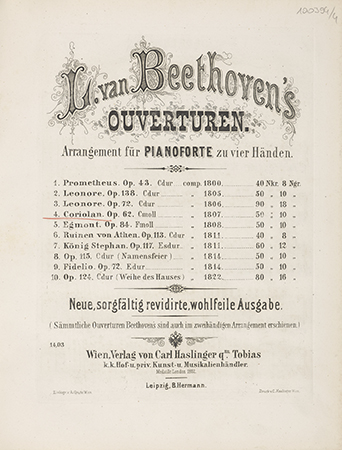 120394/4
L. van Beethoven's
OUVERTUREN.
Arrangement für PIANOFORTE zu vier Händen.
1. Prometheus. Op. 43. Cdur comp. 1800. 40 Nkr. 8 Ngr.
2. Leonore. Op. 138. Cdur „ 1805. 50 „ 10 „
3. Leonore. Op. 72. Cdur „ 1806. 90 „ 18 „
4. Coriolan. Op. 62. Cmoll „ 1807. 50 „ 10 „
5. Egmont. Op. 84. Fmoll „ 1808. 50 „ 10 „
6. Ruinen von Athen. Op. 113. Cdur „ 1811. 40 „ 8 „
7. König Stephan. Op. 117. Esdur. „ 1811. 60 „ 12 „
8. Op. 115. Cdur (Namensfeier) „ 1814. 50 „ 10 „
9. Fidelio. Op. 72. Edur „ 1814. 50 „ 10 „
10. Op. 124. Cdur (Weihe des Hauses) „ 1822. 80 „ 16 „
Neue, sorgfältig revidirte, wohlfeile Ausgabe.
(Sämmtliche Ouverturen Beethovens sind auch im zweihändigen Arrangement erschienen.)
Wien, Verlag von Carl Haslinger qm Tobias
k. k. Hof- u. priv. Kunst- u. Musikalienhändler.
Leipzig, B. Hermann.